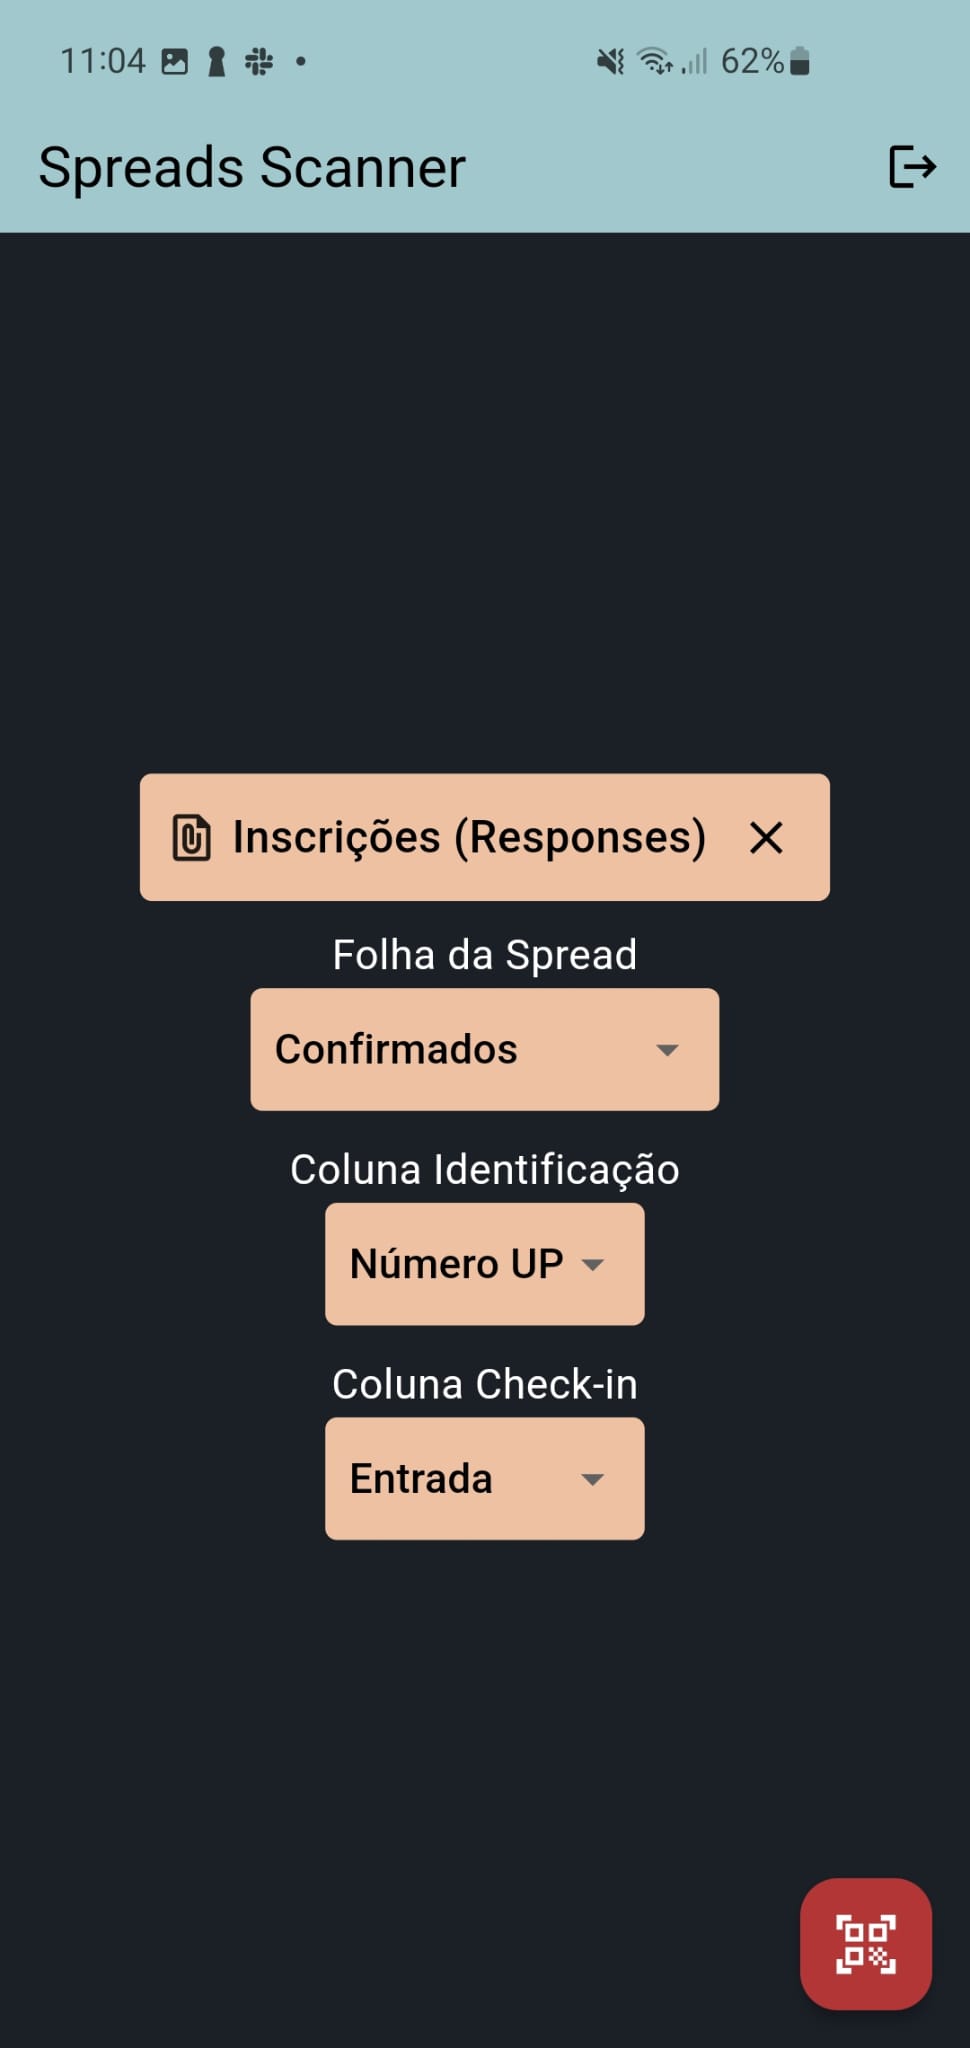 11:04 62%
Spreads Scanner
Inscrições (Responses)
Folha da Spread
Confirmados
Coluna Identificação
Número UP
Coluna Check-in
Entrada